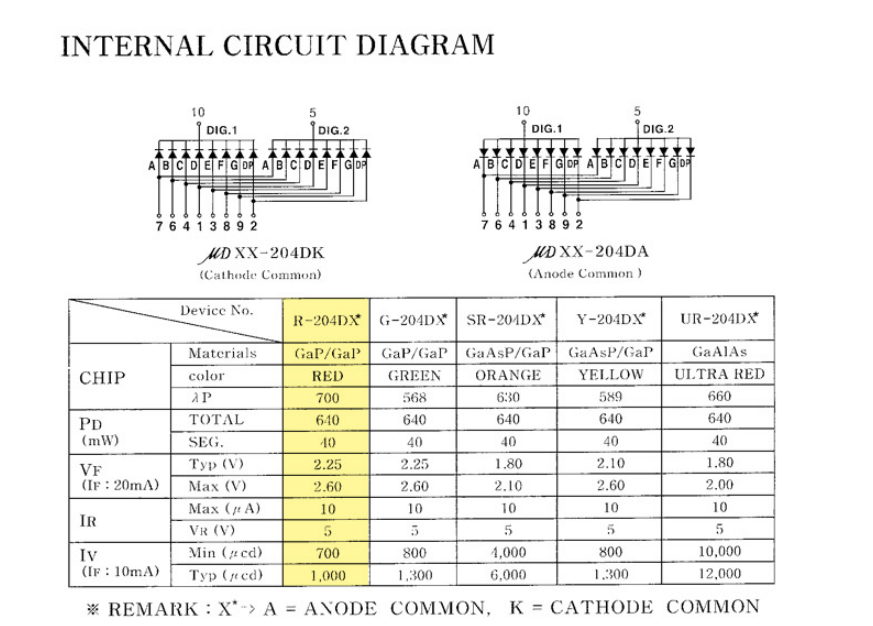 INTERNAL CIRCUIT DIAGRAM
10 5 10 5
DIG.1 DIG.2 DIG.1 DIG.2
A B C D E F G DP A B C D E F G DP A B C D E F G DP A B C D E F G DP
7 6 4 1 3 8 9 2 7 6 4 1 3 8 9 2
μD XX-204DK μD XX-204DA
(Cathode Common) (Anode Common )
Device No. R-204DX* G-204DX* SR-204DX* Y-204DX* UR-204DX*
CHIP Materials GaP/GaP GaP/GaP GaAsP/GaP GaAsP/GaP GaAlAs
color RED GREEN ORANGE YELLOW ULTRA RED
λP 700 568 630 589 660
PD (mW) TOTAL 640 640 640 640 640
SEG. 40 40 40 40 40
VF (IF : 20mA) Typ (V) 2.25 2.25 1.80 2.10 1.80
Max (V) 2.60 2.60 2.10 2.60 2.00
IR Max (μA) 10 10 10 10 10
VR (V) 5 5 5 5 5
IV (IF : 10mA) Min (μcd) 700 800 4,000 800 10,000
Typ (μcd) 1,000 1,300 6,000 1,300 12,000
※ REMARK : X* -> A = ANODE COMMON, K = CATHODE COMMON